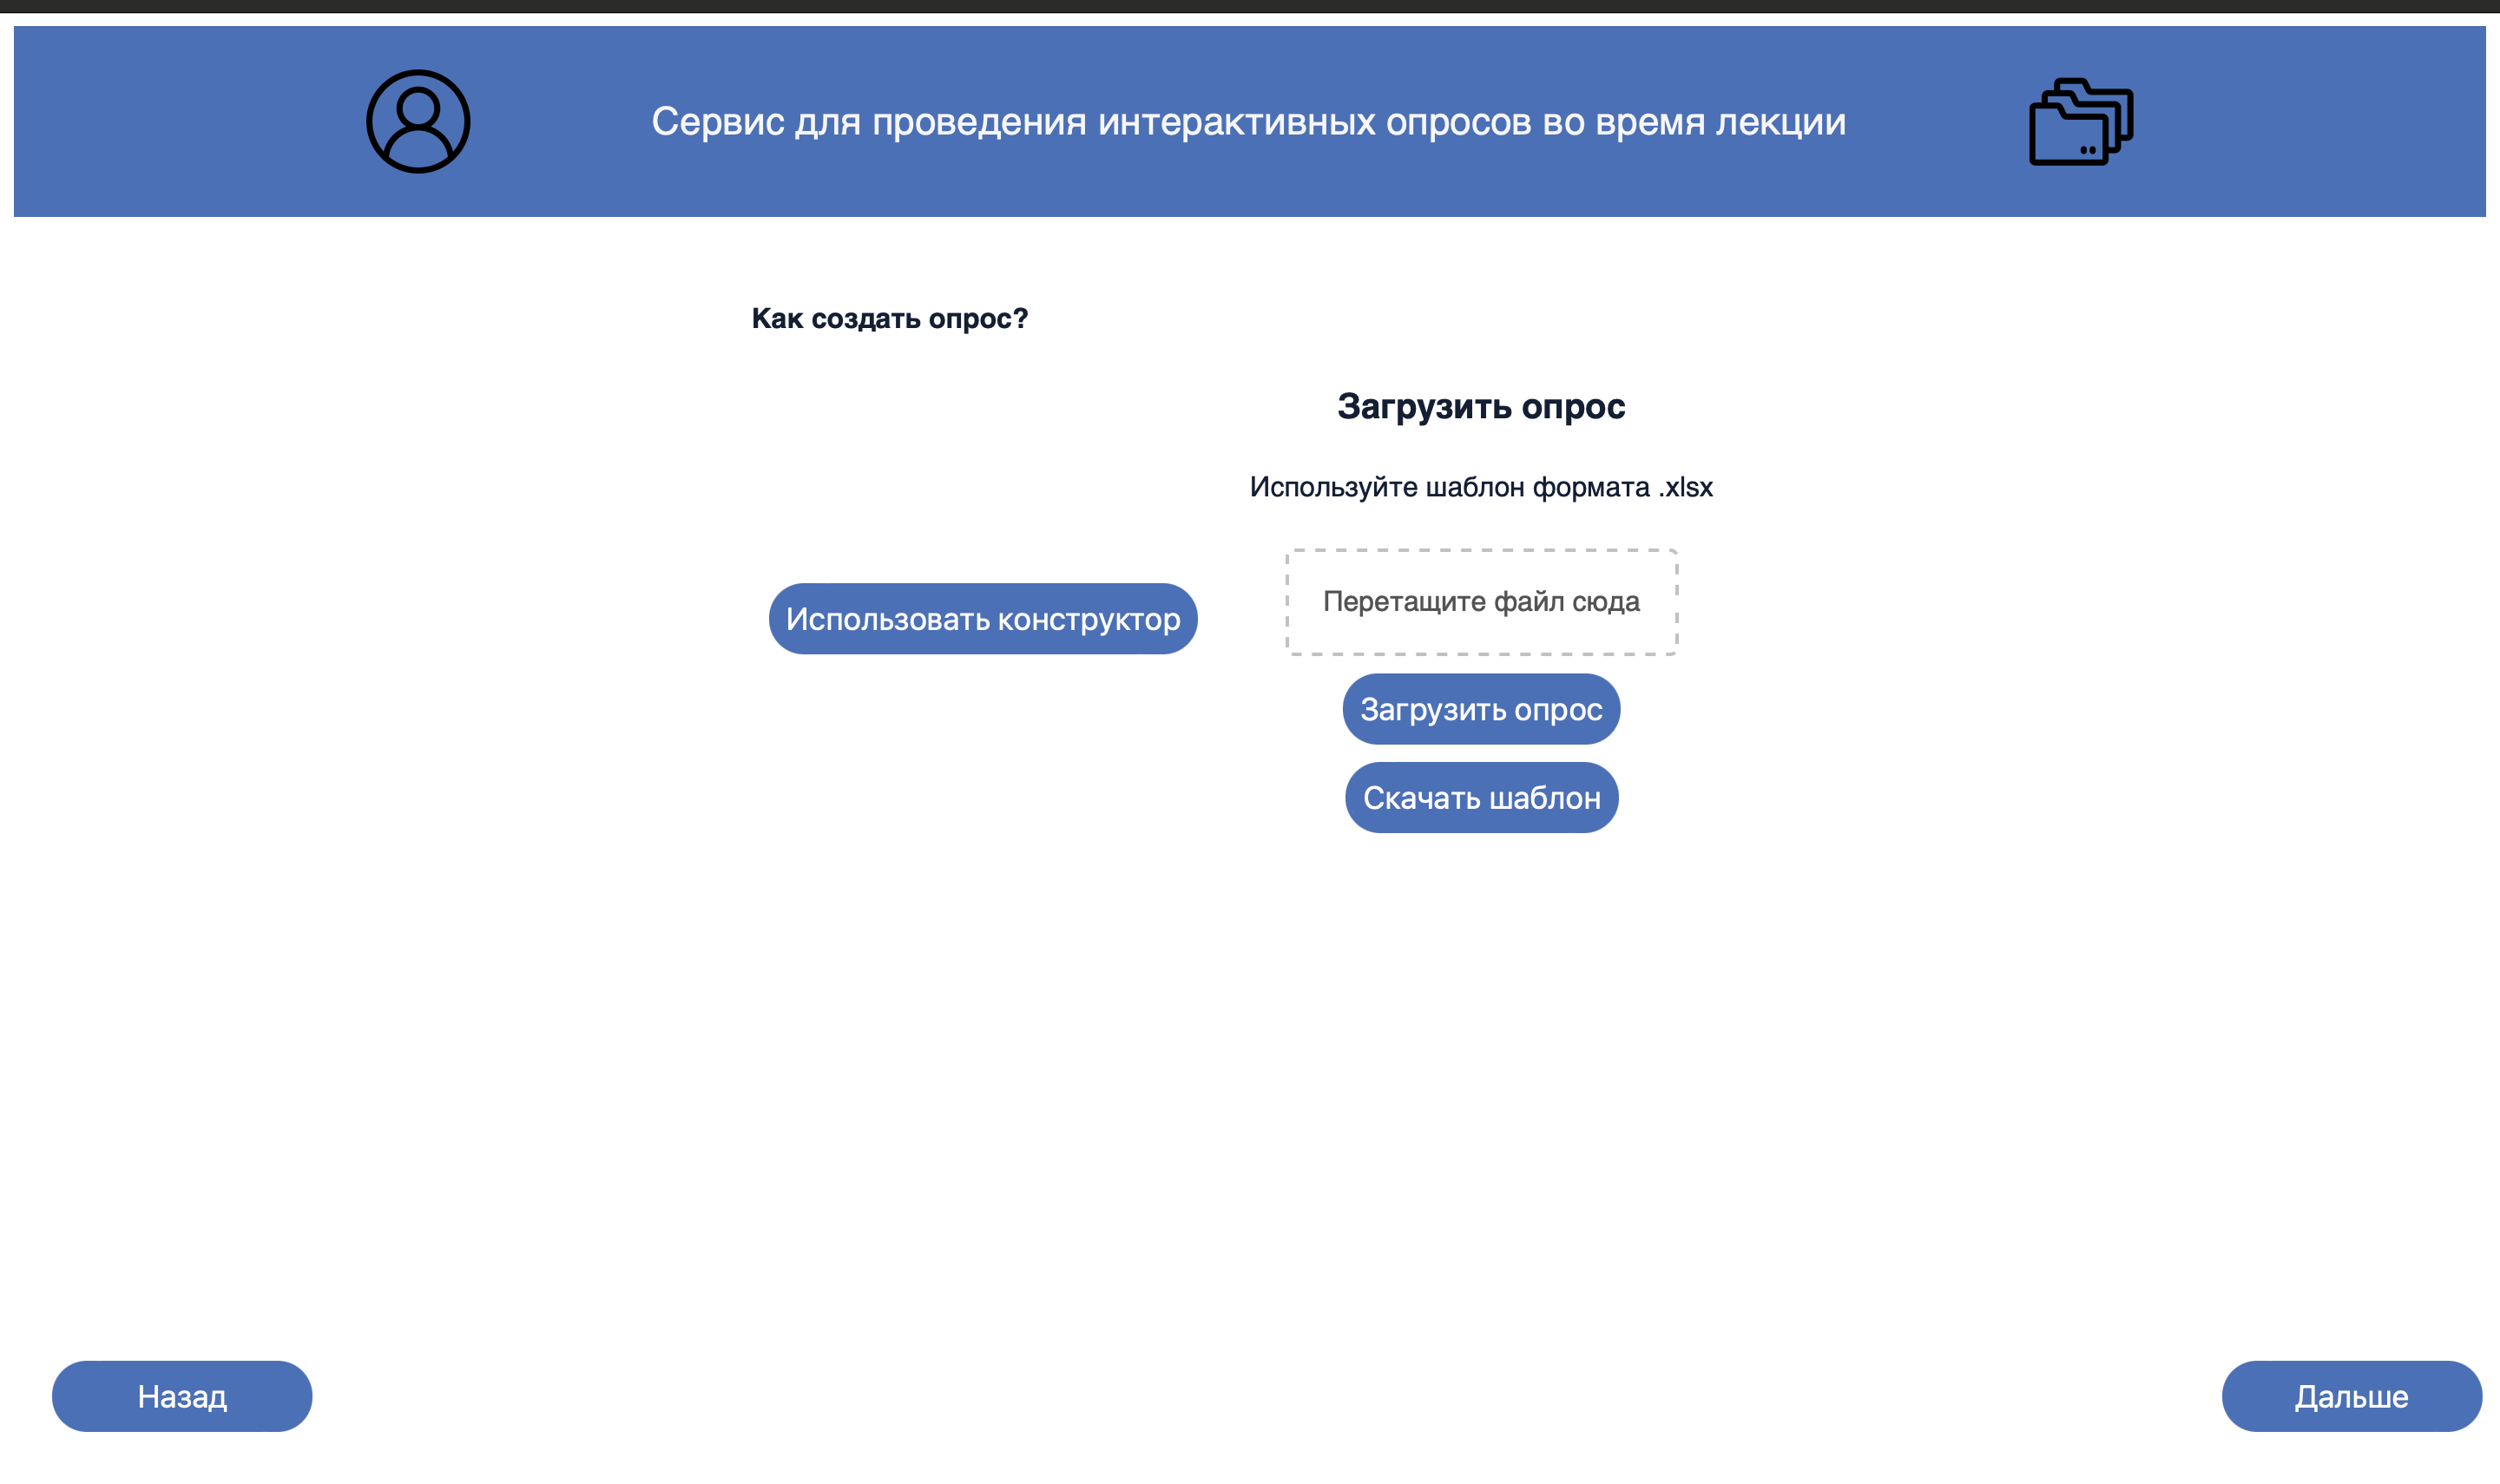 Сервис для проведения интерактивных опросов во время лекции
Как создать опрос?
Загрузить опрос
Используйте шаблон формата .xlsx
Перетащите файл сюда
Использовать конструктор
Загрузить опрос
Скачать шаблон
Назад
Дальше